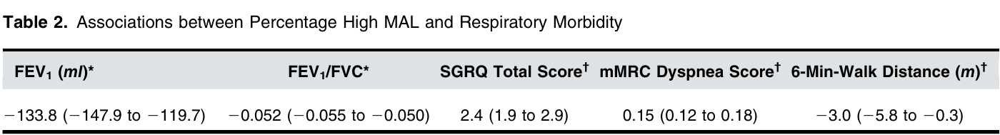 Table 2. Associations between Percentage High MAL and Respiratory Morbidity
FEV₁ (ml)* FEV₁/FVC* SGRQ Total Score† mMRC Dyspnea Score† 6-Min-Walk Distance (m)†
−133.8 (−147.9 to −119.7) −0.052 (−0.055 to −0.050) 2.4 (1.9 to 2.9) 0.15 (0.12 to 0.18) −3.0 (−5.8 to −0.3)